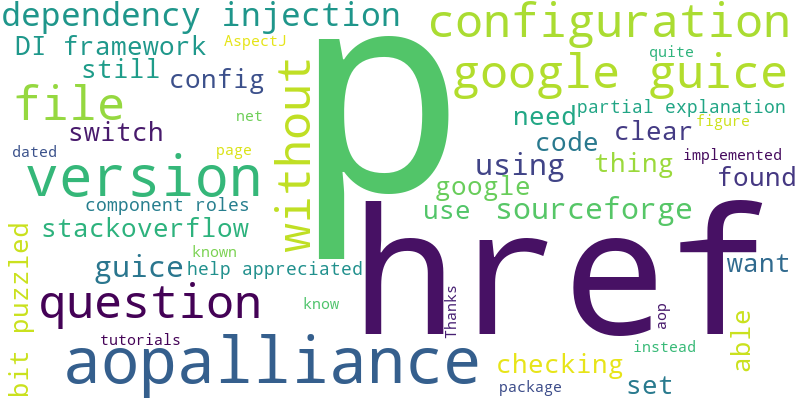 dependency injection
configuration
DI framework
AspectJ
p
google guice
quite
still
config
without
file
need
partial explanation
net
figure
switch
code
clear
dated
page
using
thing
implemented
version
google
found
component roles
use
sourceforge
stackoverflow
href
bit puzzled
known
want
guice
help appreciated
question
know
Thanks
aop
able
tutorials
instead
aopalliance
checking
package
set